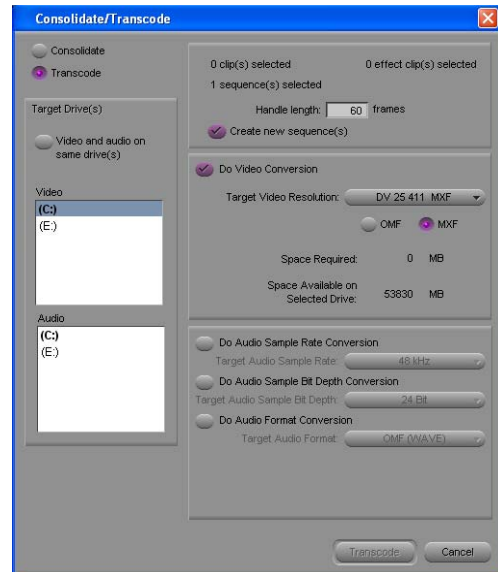 Consolidate/Transcode
Consolidate
Transcode
Target Drive(s)
Video and audio on
same drive(s)
Video
(C:)
(E:)
Audio
(C:)
(E:)
0 clip(s) selected
0 effect clip(s) selected
1 sequence(s) selected
Handle length: 60 frames
Create new sequence(s)
Do Video Conversion
Target Video Resolution: DV 25 411 MXF
OMF MXF
Space Required: 0 MB
Space Available on
Selected Drive: 53830 MB
Do Audio Sample Rate Conversion
Target Audio Sample Rate: 48 kHz
Do Audio Sample Bit Depth Conversion
Target Audio Sample Bit Depth: 24 Bit
Do Audio Format Conversion
Target Audio Format: OMF (WAVE)
Transcode
Cancel